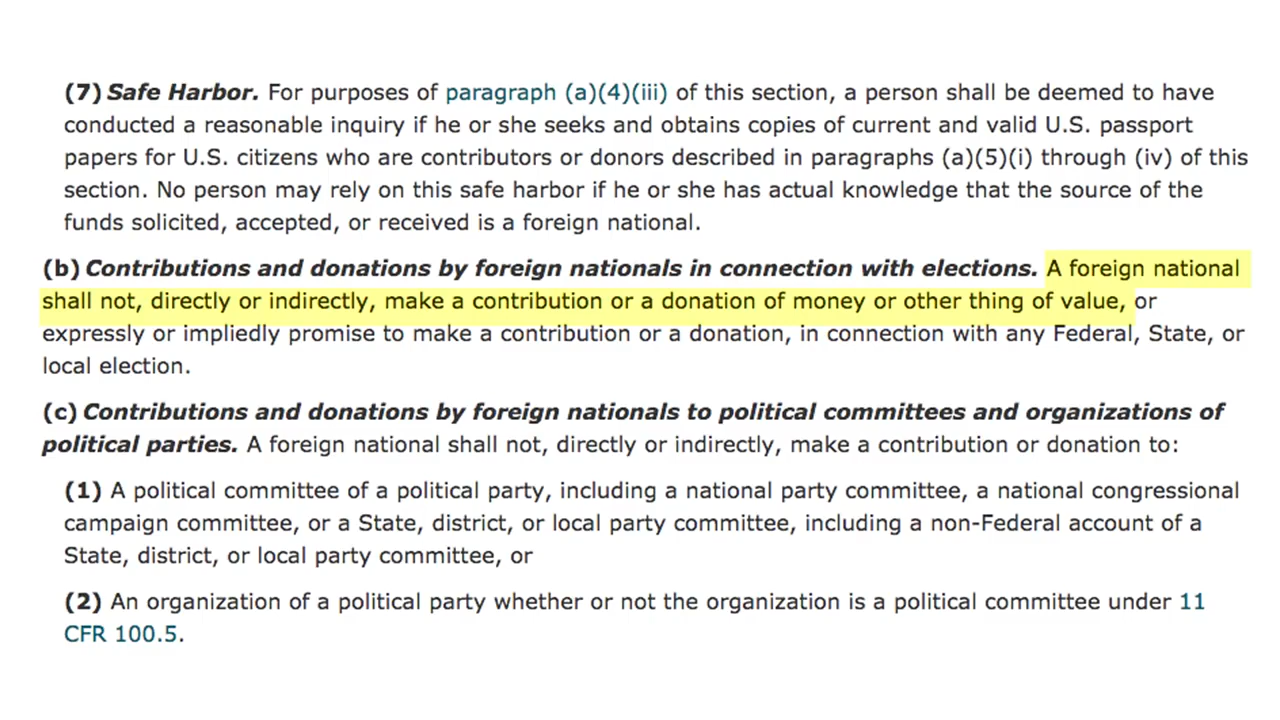 (7) Safe Harbor. For purposes of paragraph (a)(4)(iii) of this section, a person shall be deemed to have
conducted a reasonable inquiry if he or she seeks and obtains copies of current and valid U.S. passport
papers for U.S. citizens who are contributors or donors described in paragraphs (a)(5)(i) through (iv) of this
section. No person may rely on this safe harbor if he or she has actual knowledge that the source of the
funds solicited, accepted, or received is a foreign national.
(b) Contributions and donations by foreign nationals in connection with elections. A foreign national
shall not, directly or indirectly, make a contribution or a donation of money or other thing of value, or
expressly or impliedly promise to make a contribution or a donation, in connection with any Federal, State, or
local election.
(c) Contributions and donations by foreign nationals to political committees and organizations of
political parties. A foreign national shall not, directly or indirectly, make a contribution or donation to:
(1) A political committee of a political party, including a national party committee, a national congressional
campaign committee, or a State, district, or local party committee, including a non-Federal account of a
State, district, or local party committee, or
(2) An organization of a political party whether or not the organization is a political committee under 11
CFR 100.5.